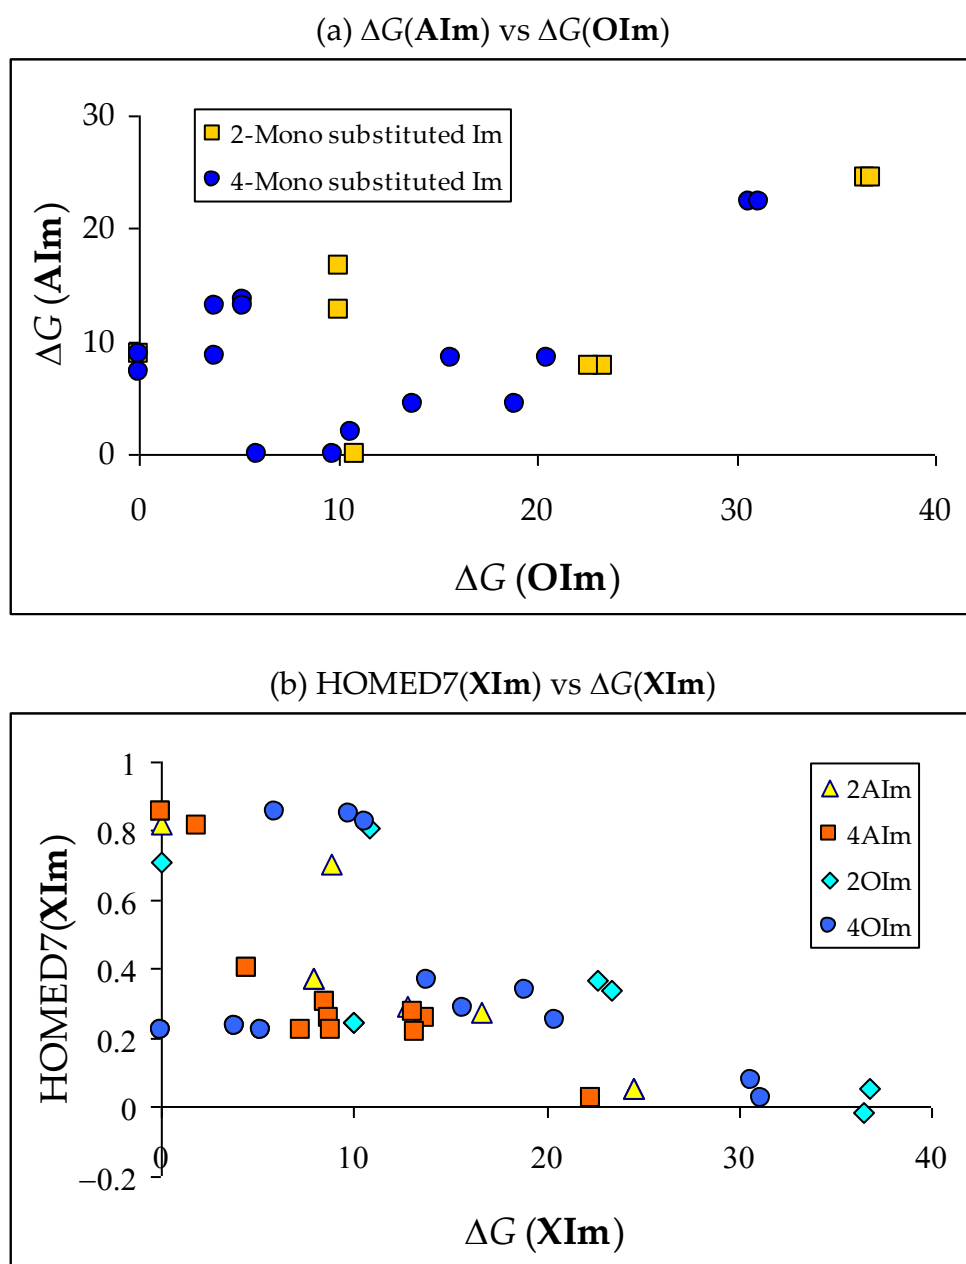 (a) ΔG(AIm) vs ΔG(OIm)
30
20
10
0
ΔG (AIm)
2-Mono substituted Im
4-Mono substituted Im
0 10 20 30 40
ΔG (OIm)
(b) HOMED7(XIm) vs ΔG(XIm)
1
0.8
0.6
0.4
0.2
0
−0.2
HOMED7(XIm)
2AIm
4AIm
2OIm
4OIm
0 10 20 30 40
ΔG (XIm)